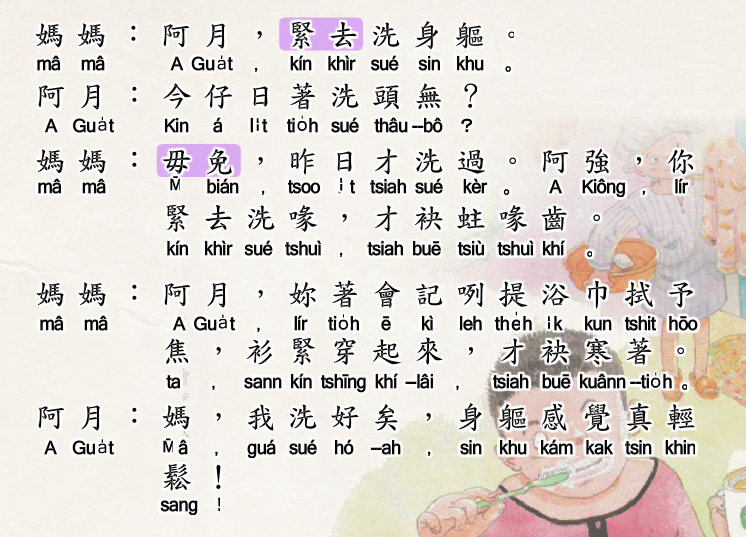 媽媽：阿月，緊去洗身軀。
mâ mâ A Gua̍t , kín khìr sué sin khu 。
阿月：今仔日著洗頭無？
A Gua̍t Kin á li̍t tio̍h sué thâu--bô ?
媽媽：毋免，昨日才洗過。阿強，你
mâ mâ M̄ bián , tsoo i̍t tsiah sué kèr 。 A Kiông , lír
緊去洗喙，才袂蛀喙齒。
kín khìr sué tshuì , tsiah buē tsiù tshuì khí 。
媽媽：阿月，妳著會記咧提浴巾拭予
mâ mâ A Gua̍t , lír tio̍h ē kì leh the̍h i̍k kun tshit hōo
焦，衫緊穿起來，才袂寒著。
ta , sann kín tshīng khí --lâi , tsiah buē kuânn --tio̍h 。
阿月：媽，我洗好矣，身軀感覺真輕
A Gua̍t M̄ â , guá sué hó --ah , sin khu kám kak tsin khin
鬆！
sang !